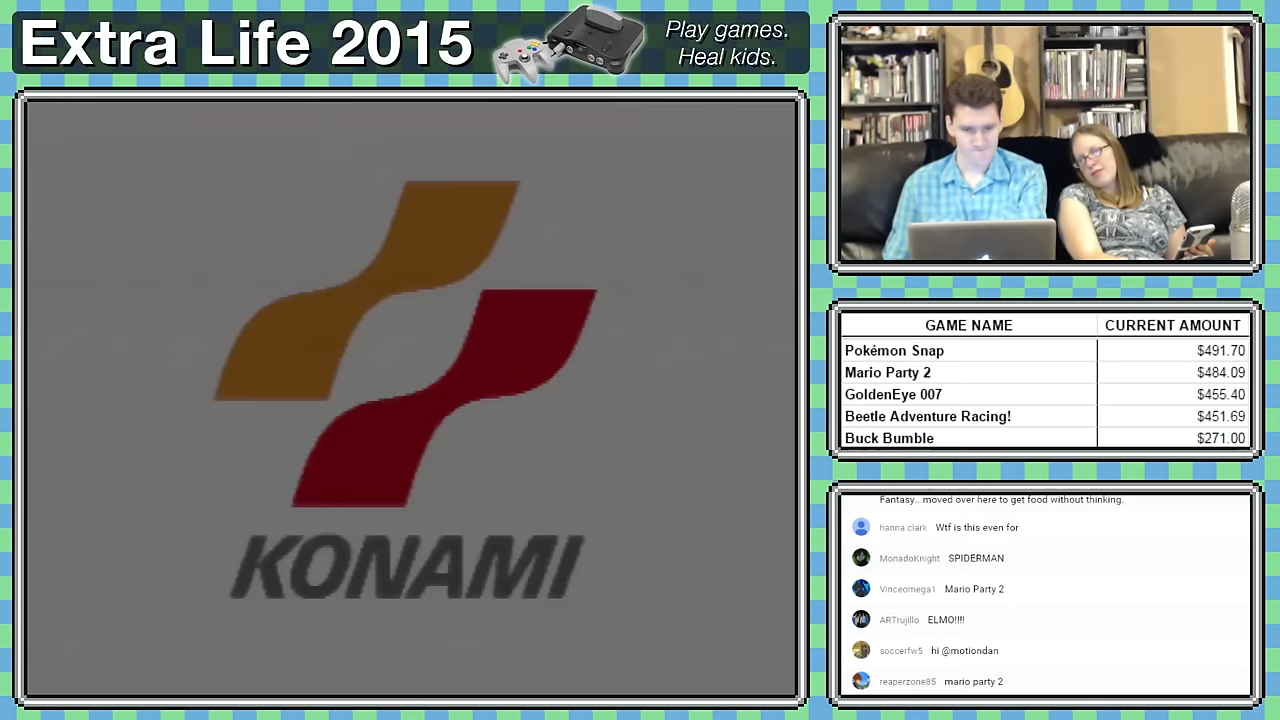 Extra Life 2015
Play games.
Heal kids.
KONAMI
GAME NAME CURRENT AMOUNT
Pokémon Snap $491.70
Mario Party 2 $484.09
GoldenEye 007 $455.40
Beetle Adventure Racing! $451.69
Buck Bumble $271.00
Fantasy...moved over here to get food without thinking.
hanna clark Wtf is this even for
MonadoKnight SPIDERMAN
Vinceomega1 Mario Party 2
ARTrujillo ELMO!!!!
soccerfw5 hi @motiondan
reaperzone85 mario party 2